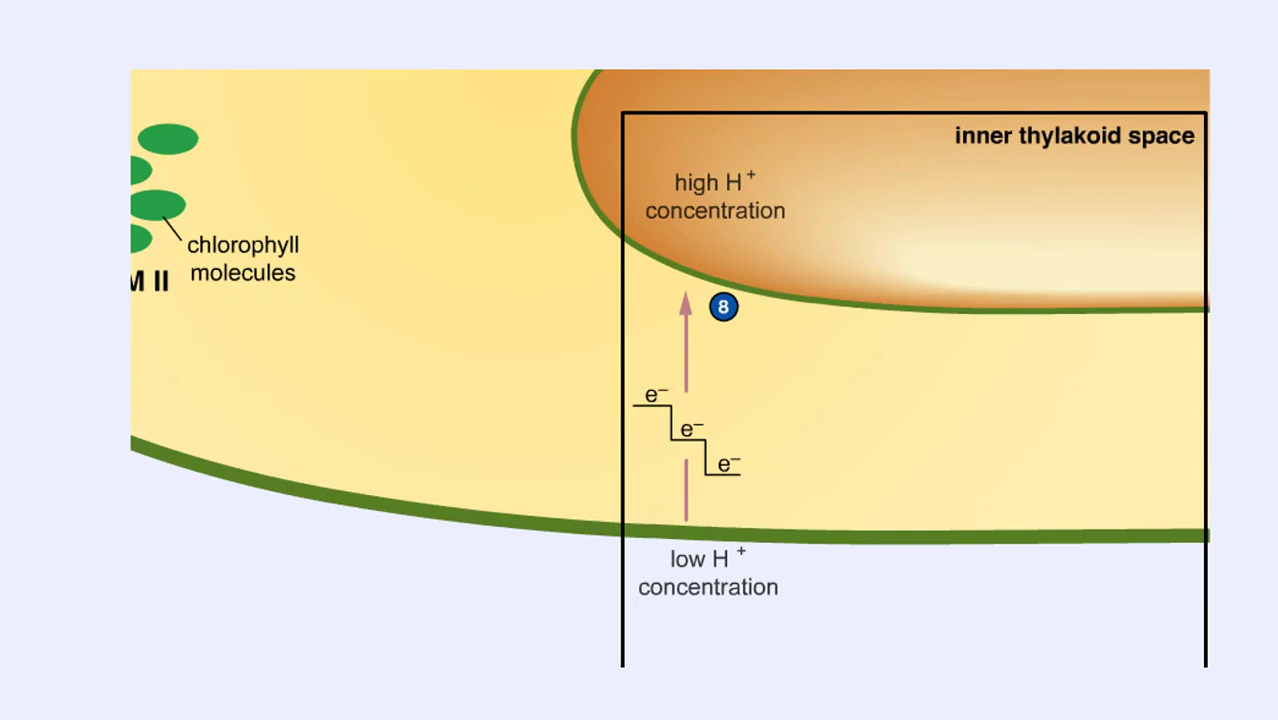 inner thylakoid space
high H⁺
concentration
chlorophyll
molecules
II
8
e⁻
e⁻
e⁻
low H⁺
concentration